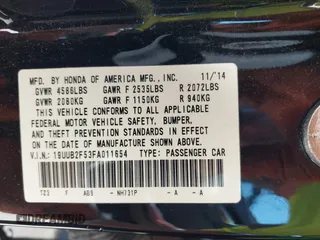 MFD. BY HONDA OF AMERICA MFG., INC. 11/14
GVWR 4586LBS GAWR F 2535LBS R 2072LBS
GVWR 2080KG GAWR F 1150KG R 940KG
THIS VEHICLE CONFORMS TO ALL APPLICABLE
FEDERAL MOTOR VEHICLE SAFETY, BUMPER,
AND THEFT PREVENTION STANDARDS IN EFFECT ON
THE DATE OF MANUFACTURE SHOWN ABOVE.
V.I.N.: 19UUB2F53FA011654 TYPE: PASSENGER CAR
TZ3 F A96 - NH731P - A - A
DREAMBID